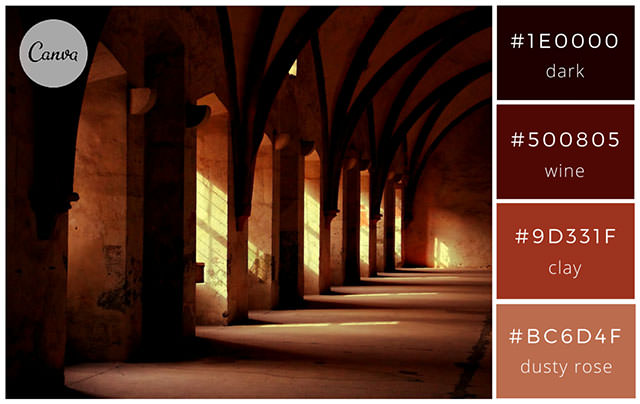 Canva
#1E0000
dark
#500805
wine
#9D331F
clay
#BC6D4F
dusty rose